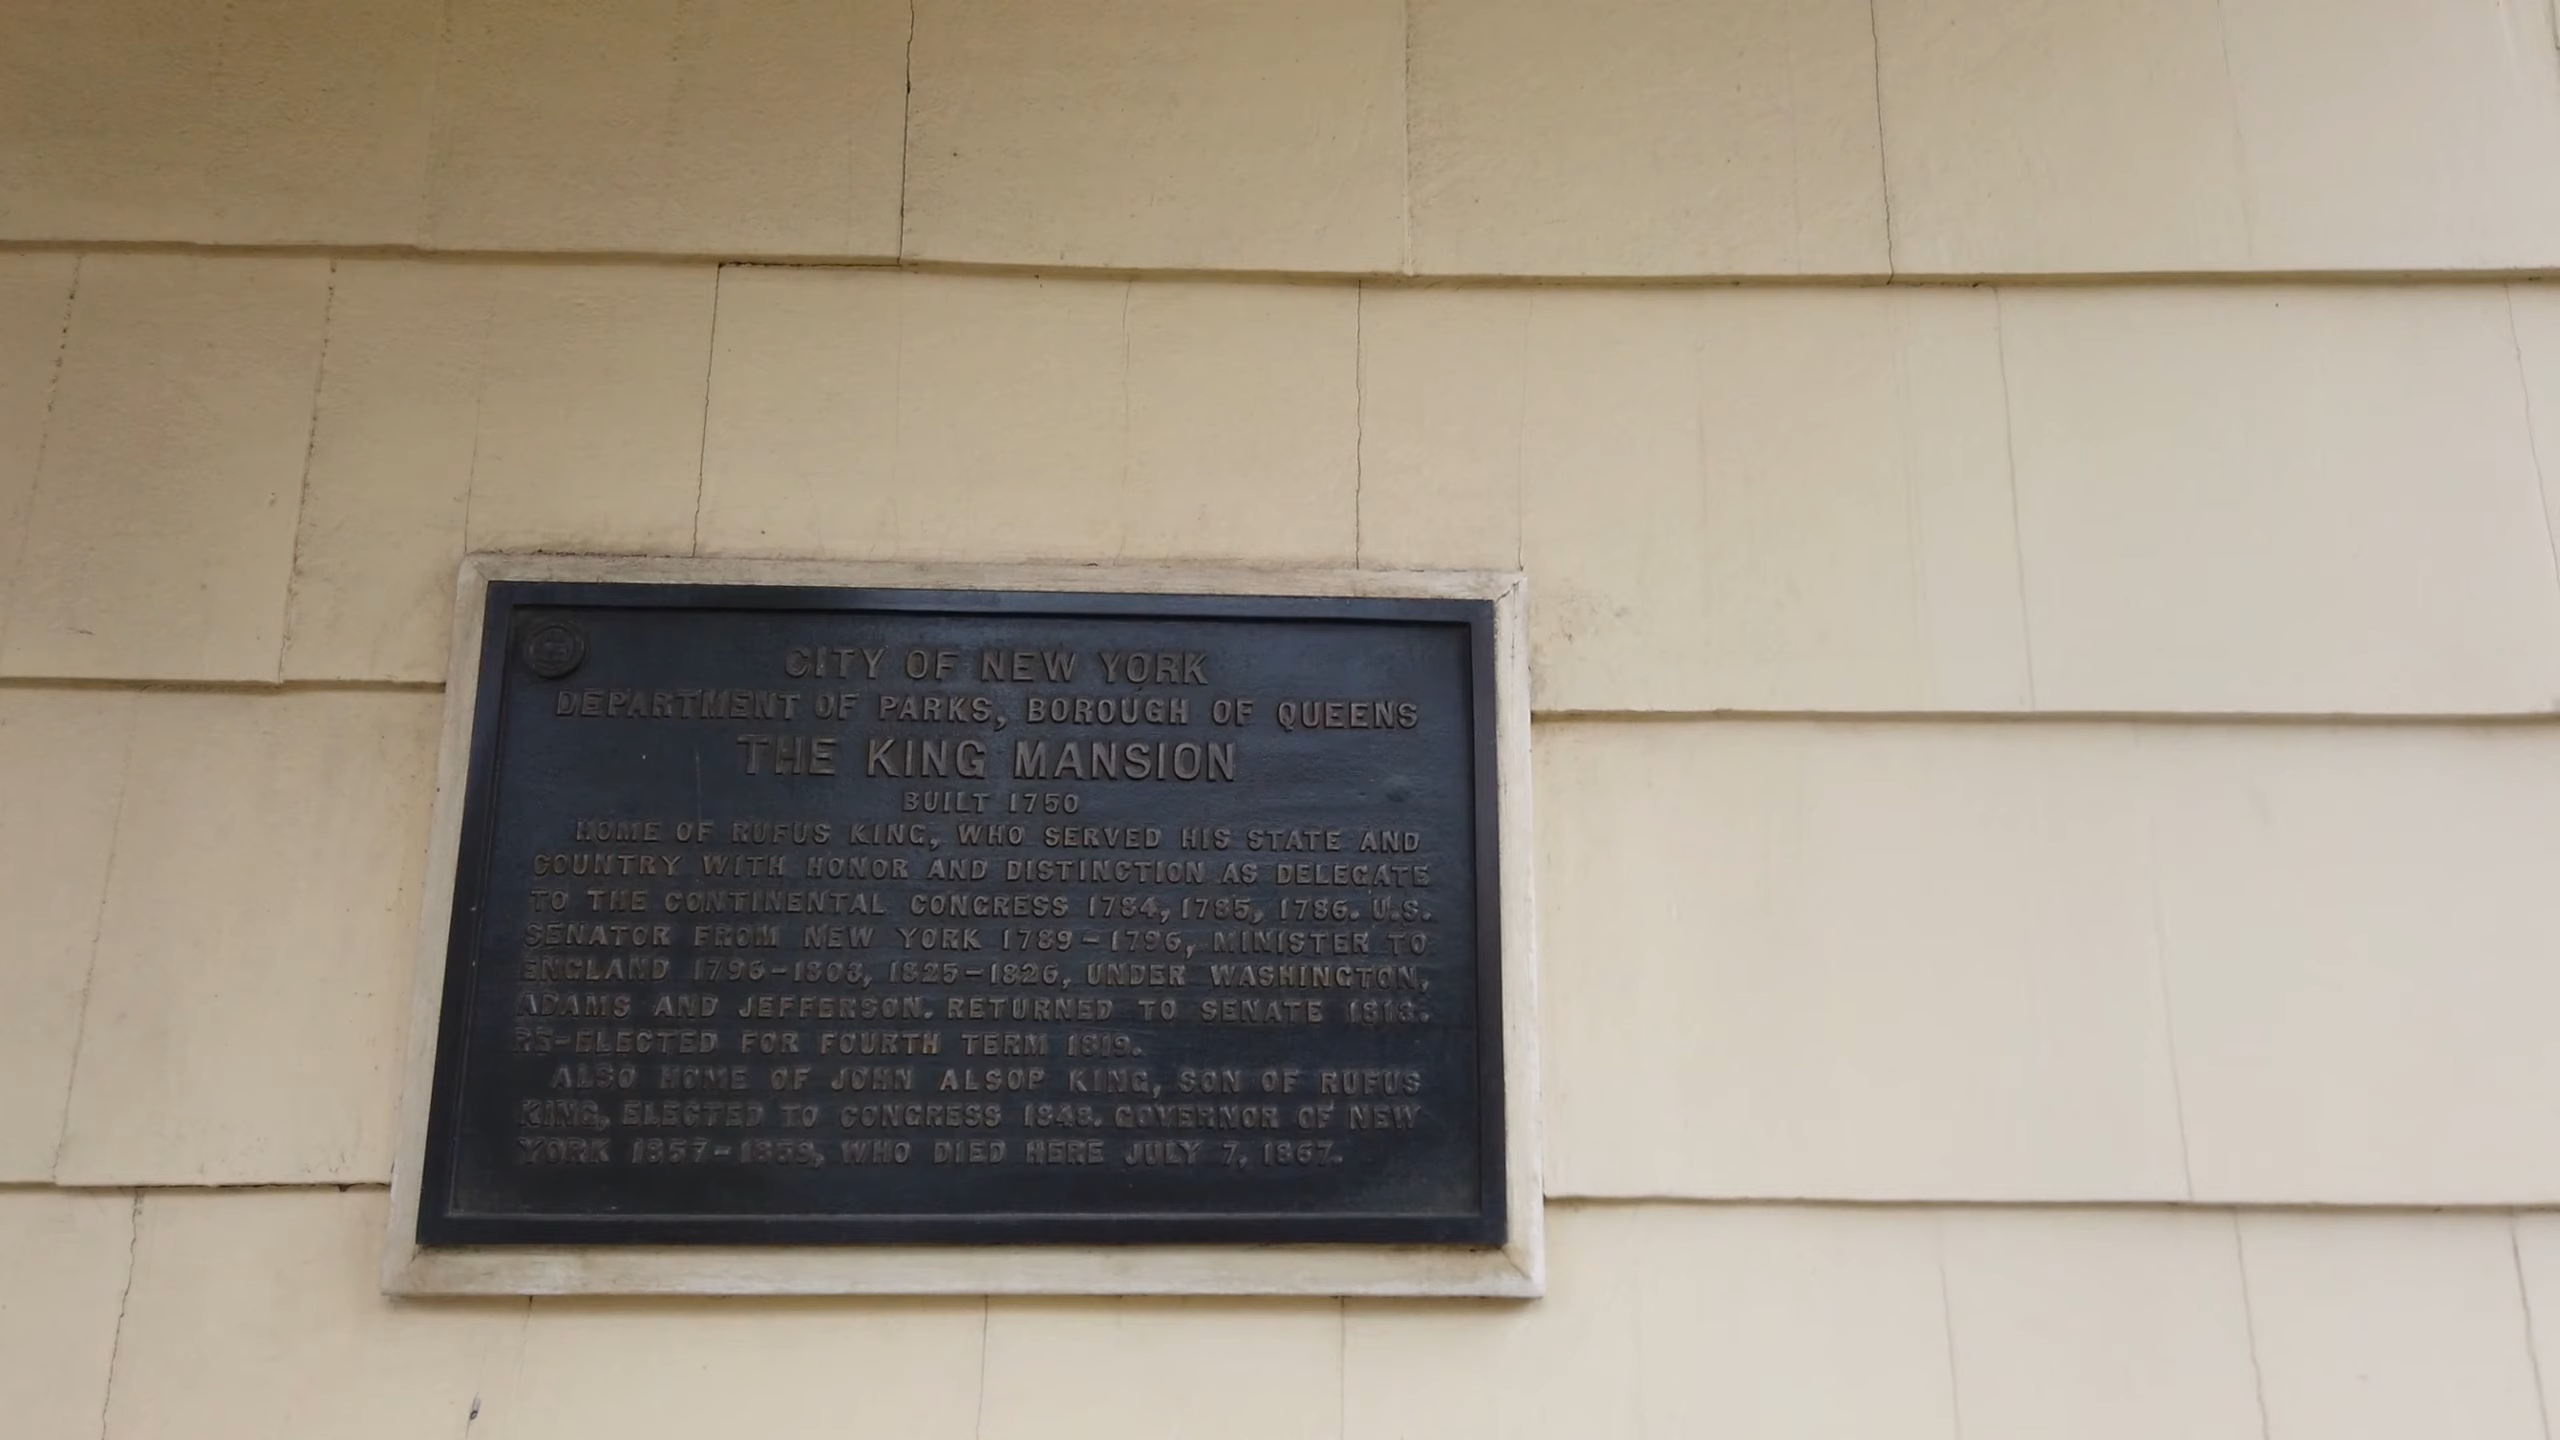 CITY OF NEW YORK
DEPARTMENT OF PARKS, BOROUGH OF QUEENS
THE KING MANSION
BUILT 1750
HOME OF RUFUS KING, WHO SERVED HIS STATE AND
COUNTRY WITH HONOR AND DISTINCTION AS DELEGATE
TO THE CONTINENTAL CONGRESS 1784, 1785, 1786. U.S.
SENATOR FROM NEW YORK 1789-1796, MINISTER TO
ENGLAND 1796-1803, 1825-1826, UNDER WASHINGTON,
ADAMS AND JEFFERSON. RETURNED TO SENATE 1813.
RE-ELECTED FOR FOURTH TERM 1819.
ALSO HOME OF JOHN ALSOP KING, SON OF RUFUS
KING, ELECTED TO CONGRESS 1848. GOVERNOR OF NEW
YORK 1857-1859, WHO DIED HERE JULY 7, 1867.